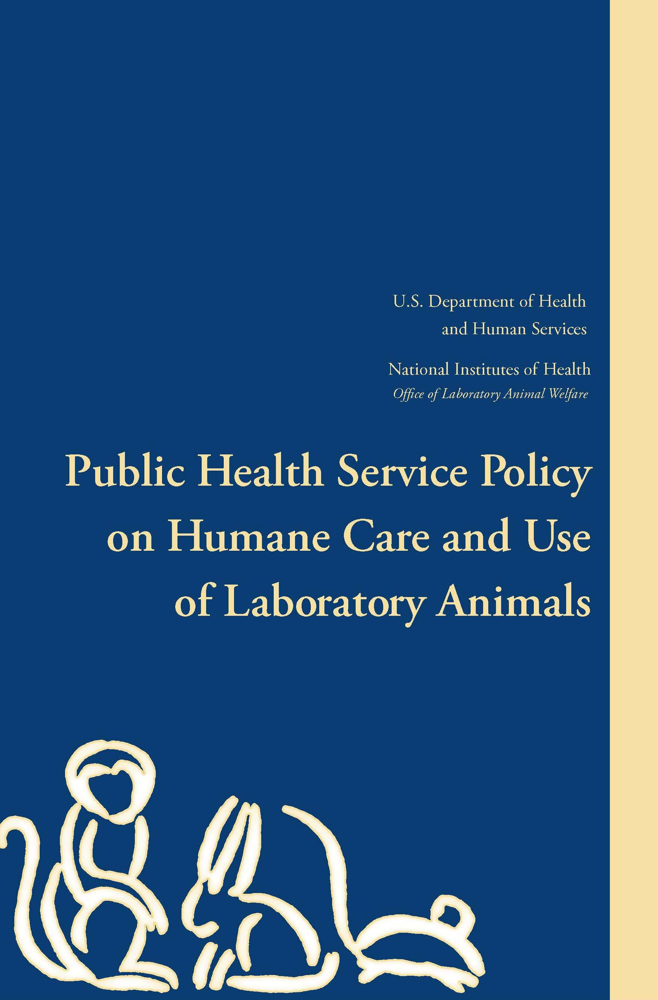 U.S. Department of Health
and Human Services
National Institutes of Health
Office of Laboratory Animal Welfare
Public Health Service Policy
on Humane Care and Use
of Laboratory Animals